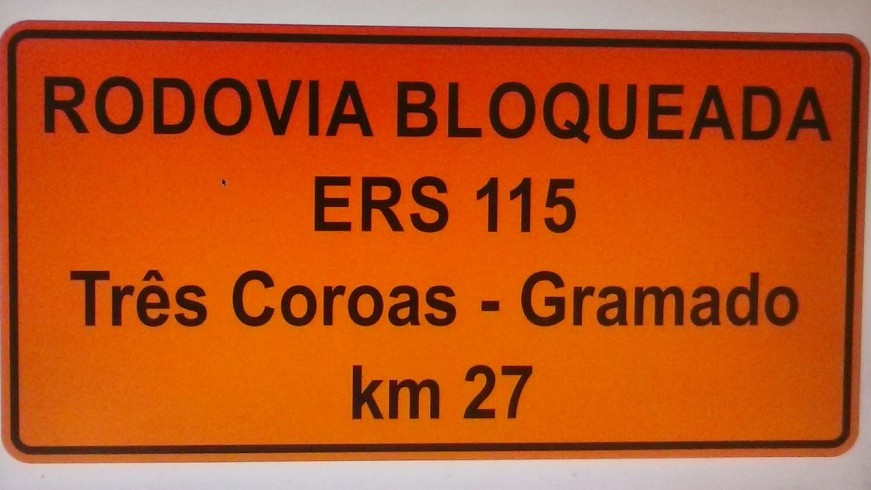 RODOVIA BLOQUEADA
ERS 115
Três Coroas - Gramado
km 27